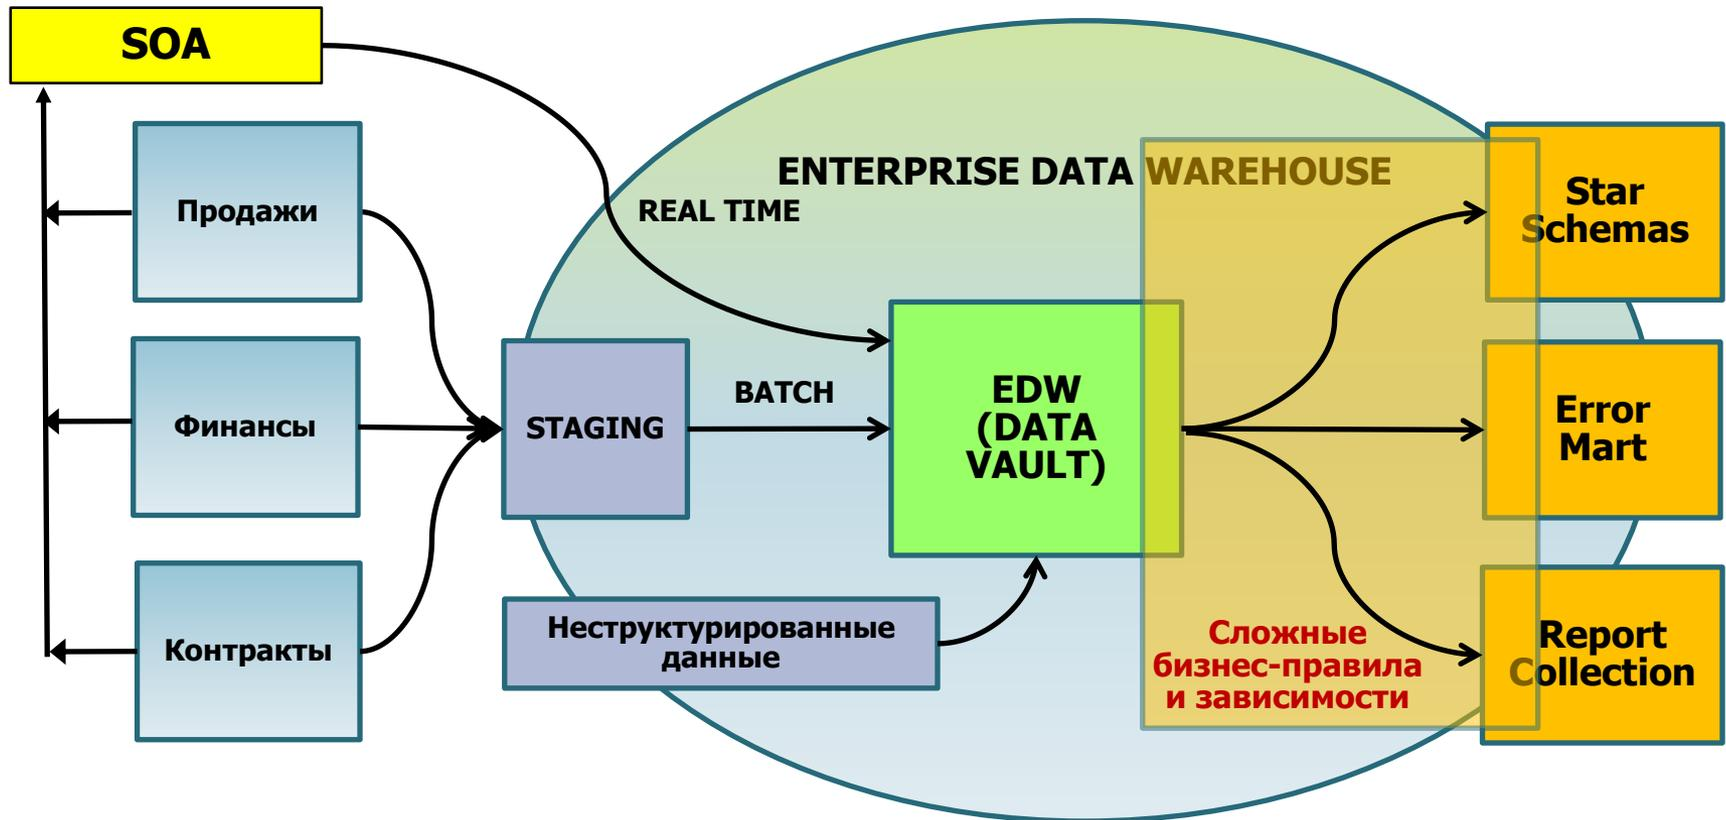 SOA
ENTERPRISE DATA WAREHOUSE
REAL TIME
Продажи
Star
Schemas
BATCH
Финансы
STAGING
EDW
(DATA
VAULT)
Error
Mart
Контракты
Неструктурированные
данные
Сложные
бизнес-правила
и зависимости
Report
Collection